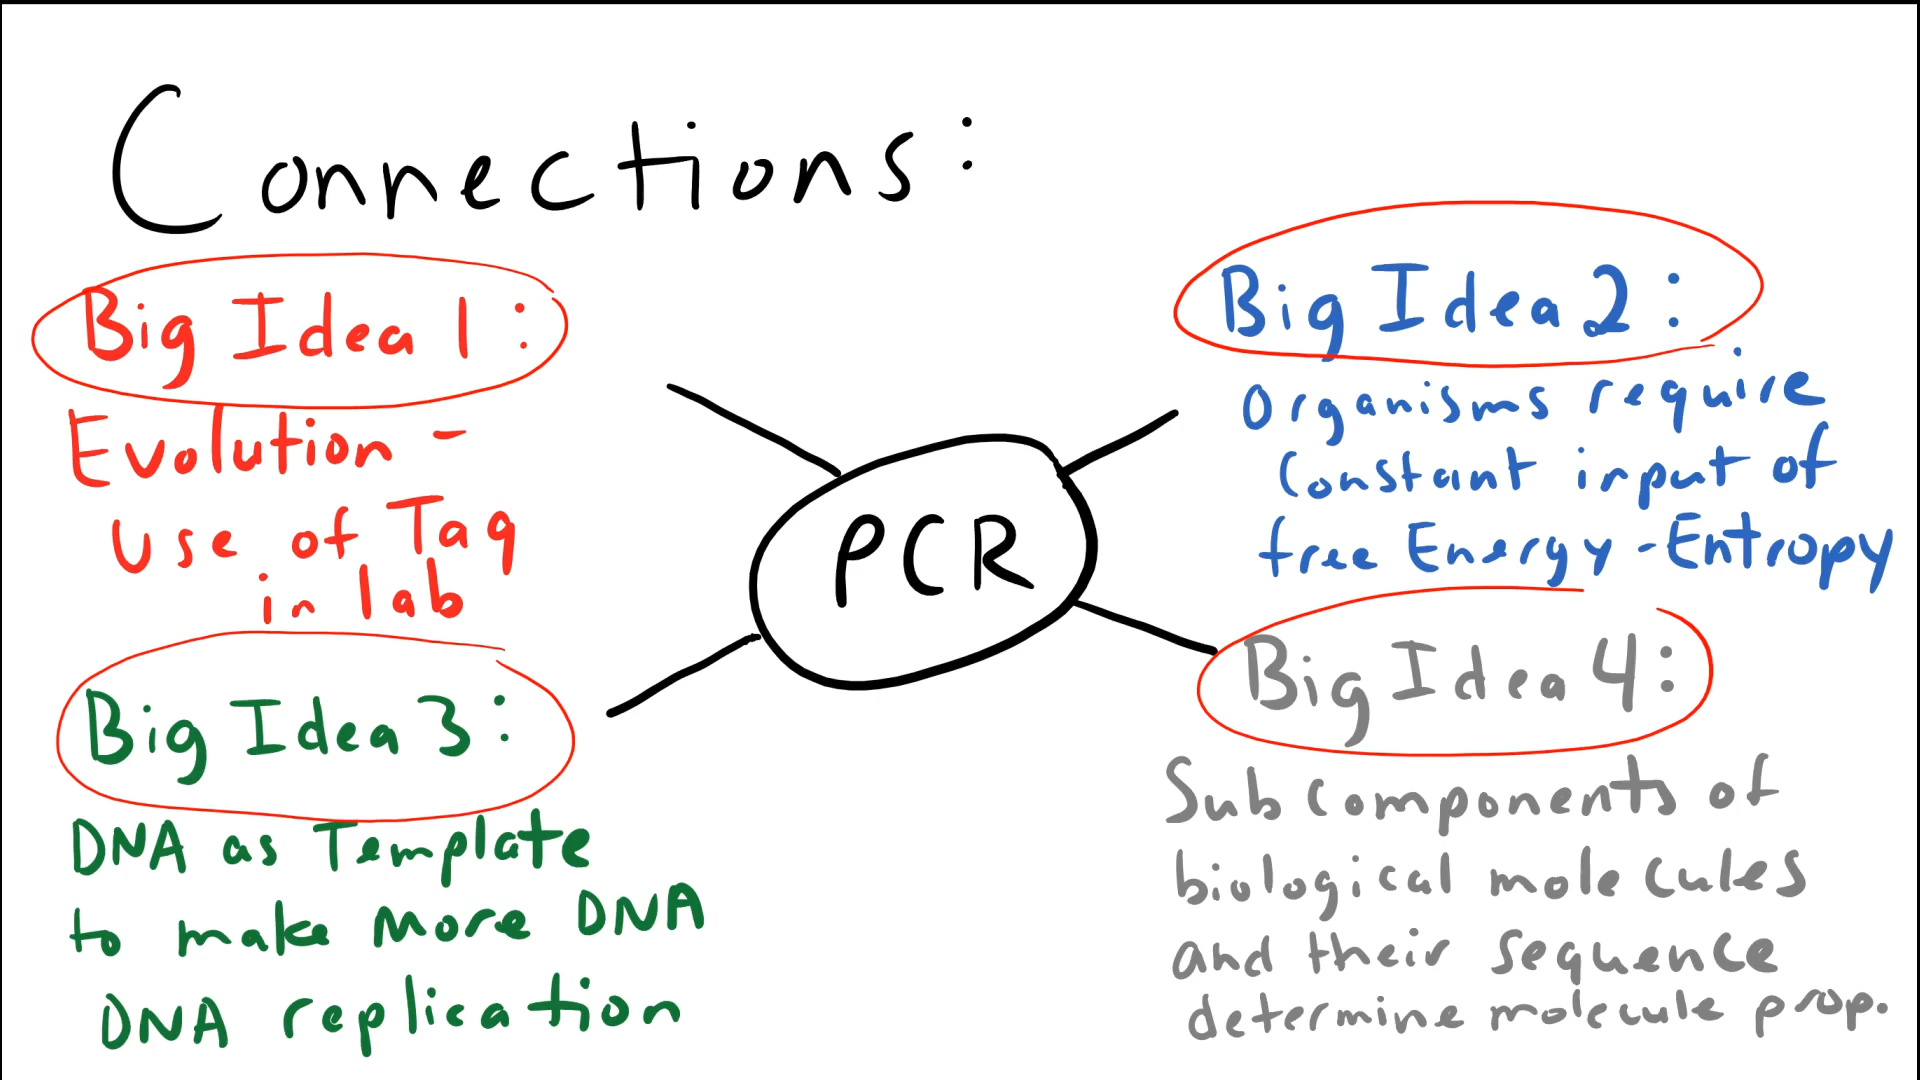 Connections:
Big Idea 1:
Evolution -
use of Taq
in lab
Big Idea 2:
Organisms require
Constant input of
free Energy - Entropy
PCR
Big Idea 3:
DNA as Template
to make more DNA
DNA replication
Big Idea 4:
Sub components of
biological molecules
and their sequence
determine molecule prop.